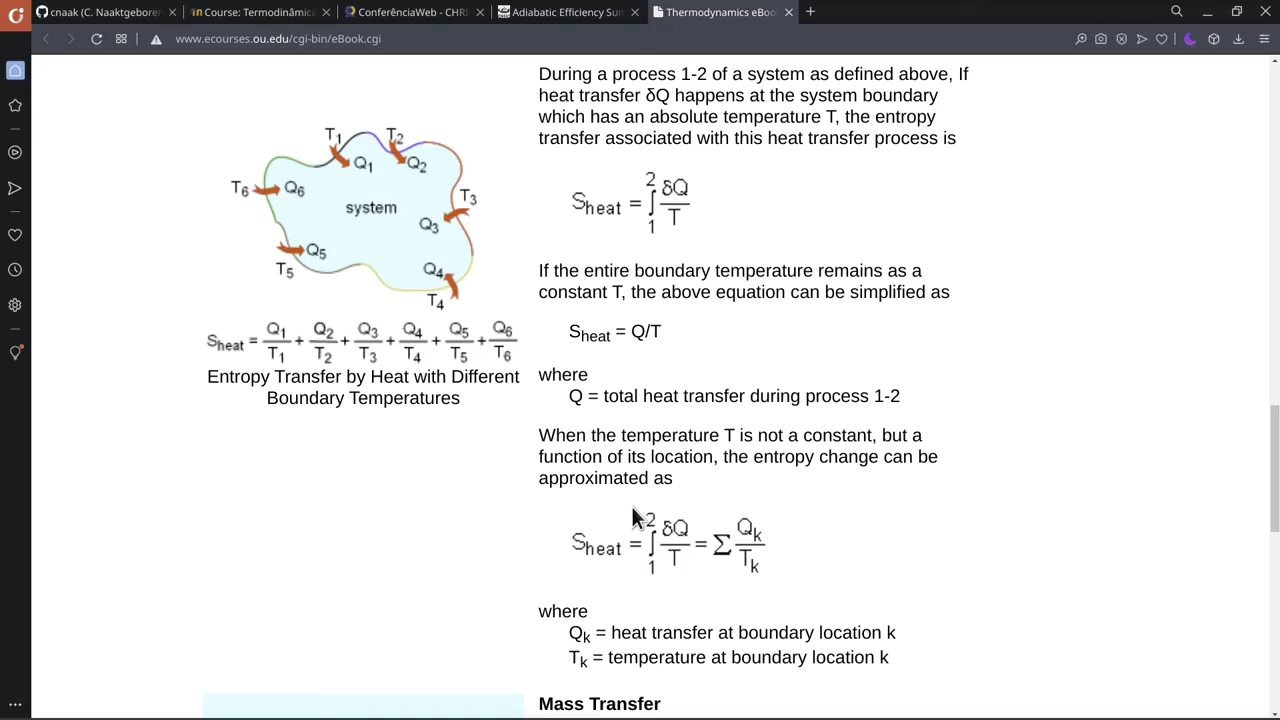 cnaak (C. Naaktgeboren
Course: Termodinâmica
ConferênciaWeb - CHR
Adiabatic Efficiency Sum
Thermodynamics eBook
www.ecourses.ou.edu/cgi-bin/eBook.cgi
T1 T2
Q1 Q2
T6 Q6
T3
system
Q3
Q5
T5
Q4
T4
Sheat = Q1/T1 + Q2/T2 + Q3/T3 + Q4/T4 + Q5/T5 + Q6/T6
Entropy Transfer by Heat with Different
Boundary Temperatures
During a process 1-2 of a system as defined above, If
heat transfer δQ happens at the system boundary
which has an absolute temperature T, the entropy
transfer associated with this heat transfer process is
Sheat = ∫₁² δQ/T
If the entire boundary temperature remains as a
constant T, the above equation can be simplified as
Sheat = Q/T
where
Q = total heat transfer during process 1-2
When the temperature T is not a constant, but a
function of its location, the entropy change can be
approximated as
Sheat = ∫₁² δQ/T = Σ Qk/Tk
where
Qk = heat transfer at boundary location k
Tk = temperature at boundary location k
Mass Transfer